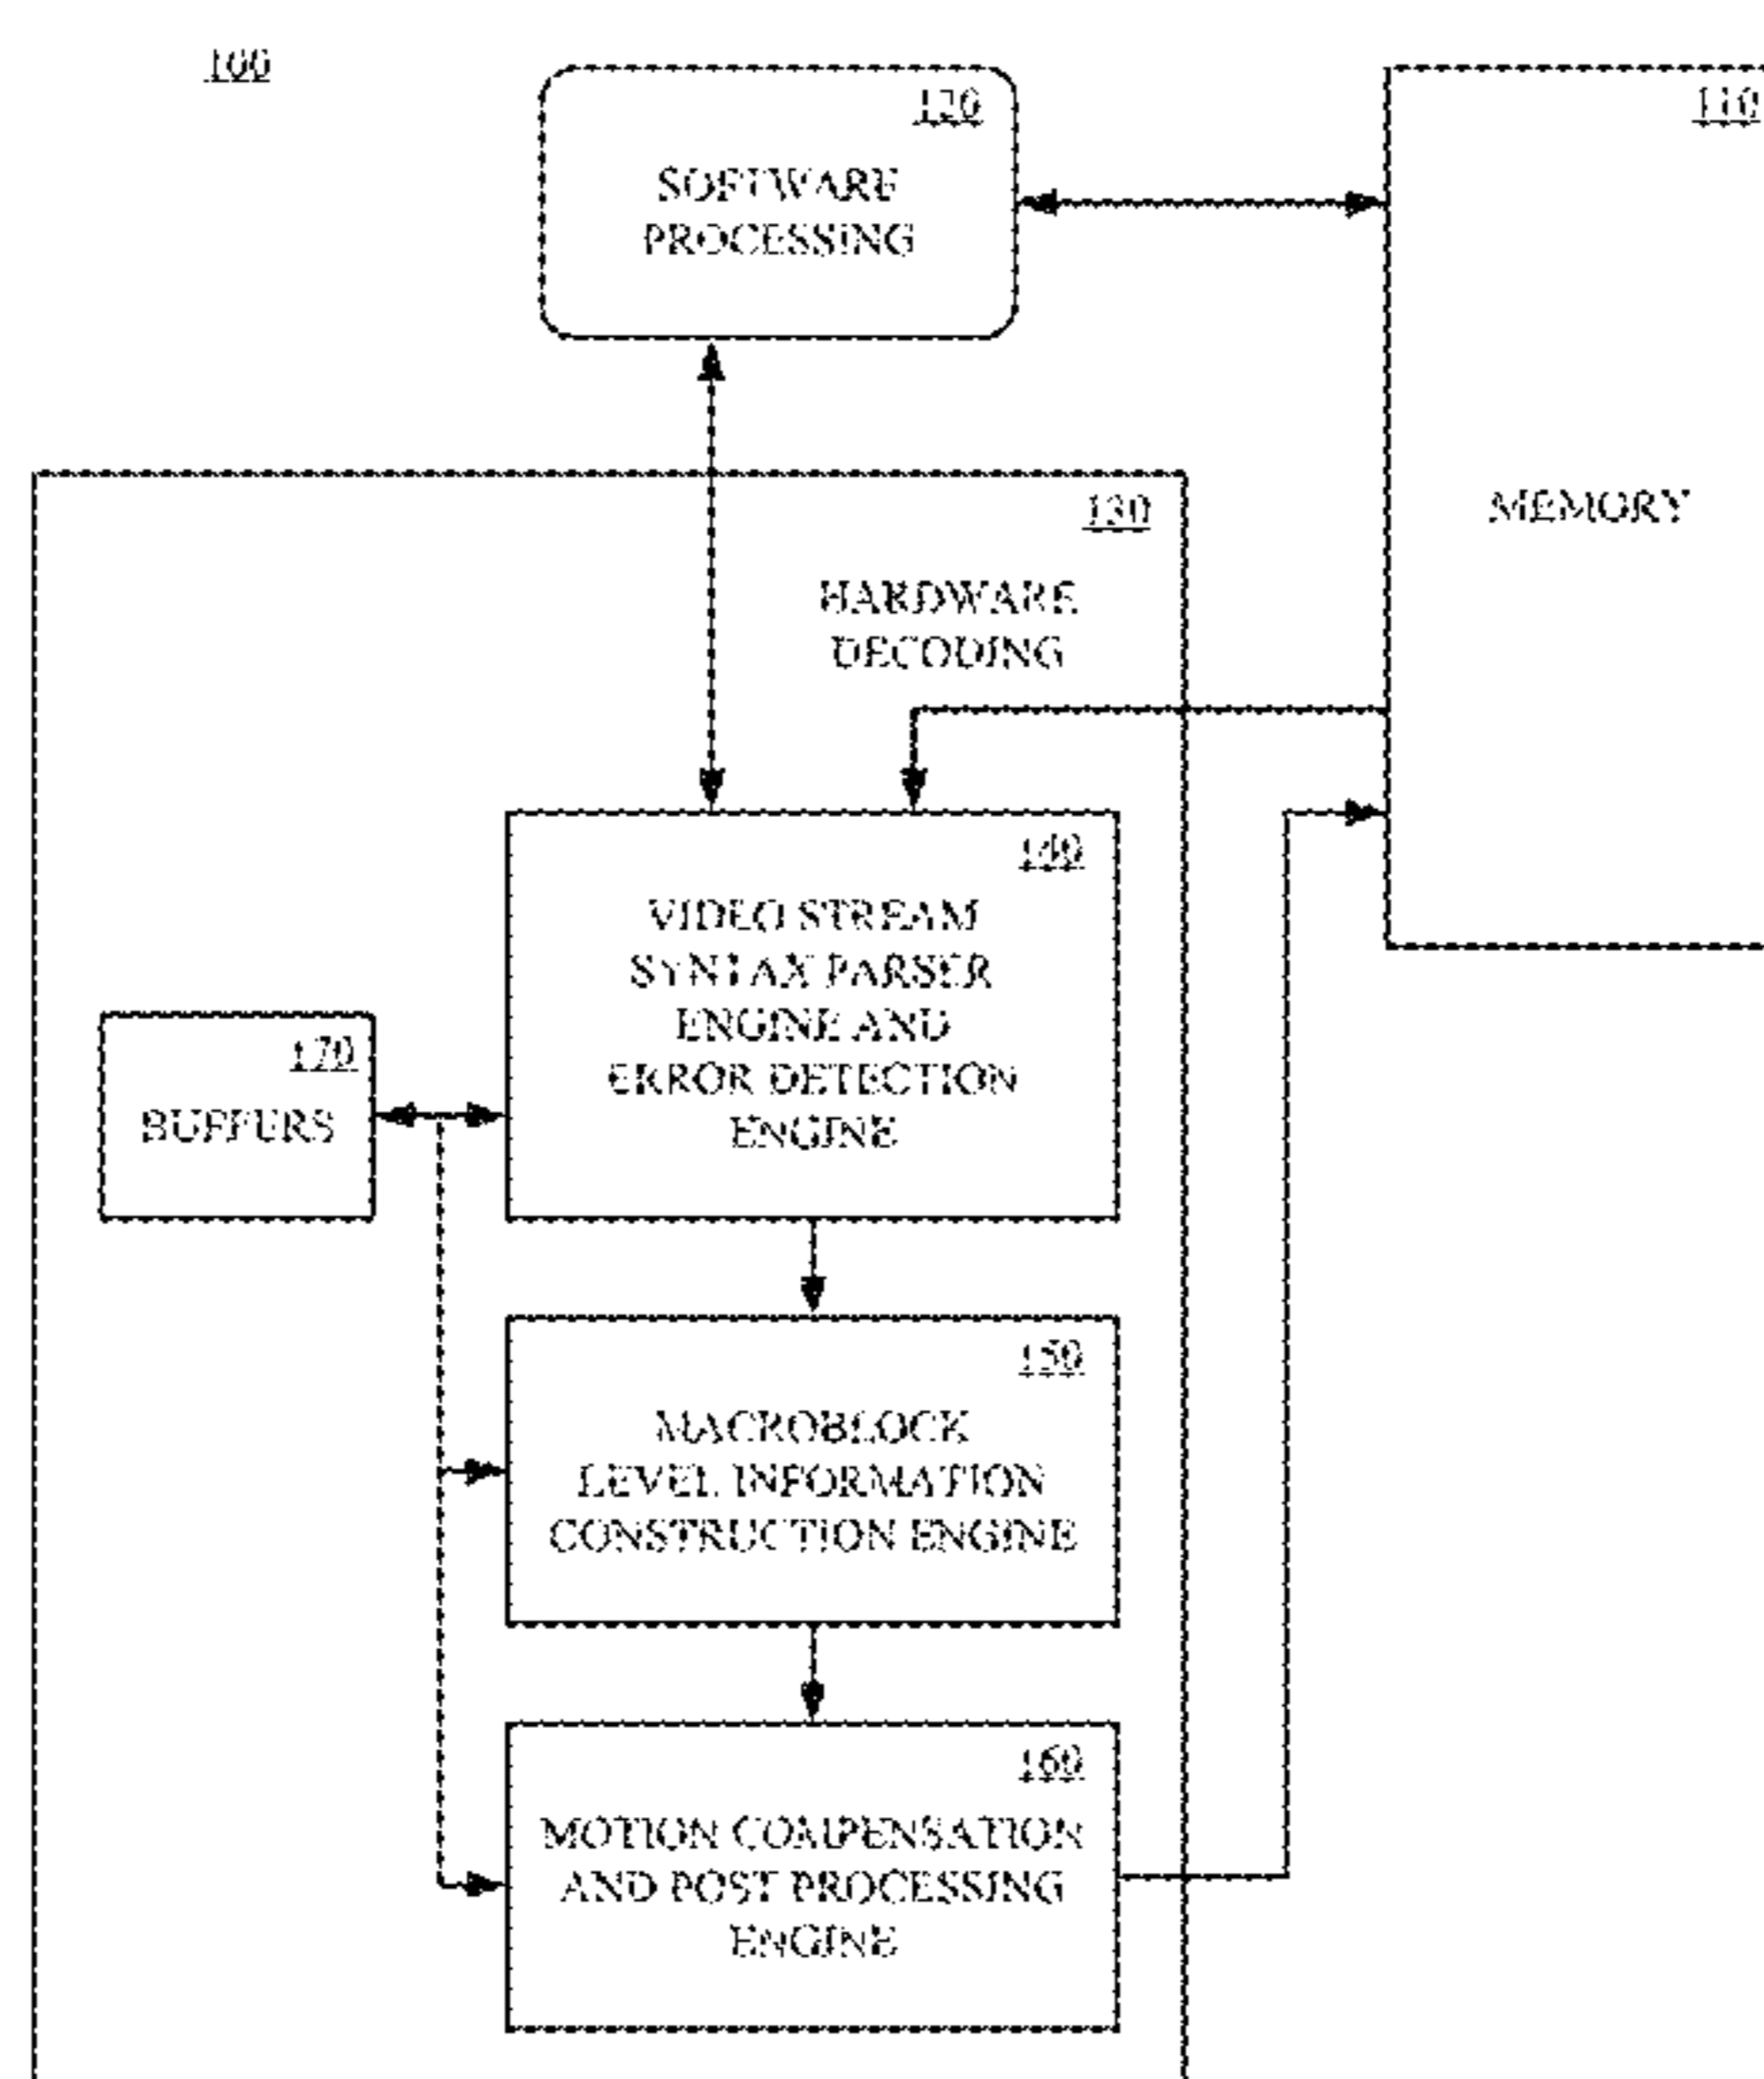 100
120
SOFTWARE
PROCESSING
110
MEMORY
130
HARDWARE
DECODING
140
VIDEO STREAM
SYNTAX PARSER
ENGINE AND
ERROR DETECTION
ENGINE
170
BUFFERS
150
MACROBLOCK
LEVEL INFORMATION
CONSTRUCTION ENGINE
160
MOTION COMPENSATION
AND POST PROCESSING
ENGINE